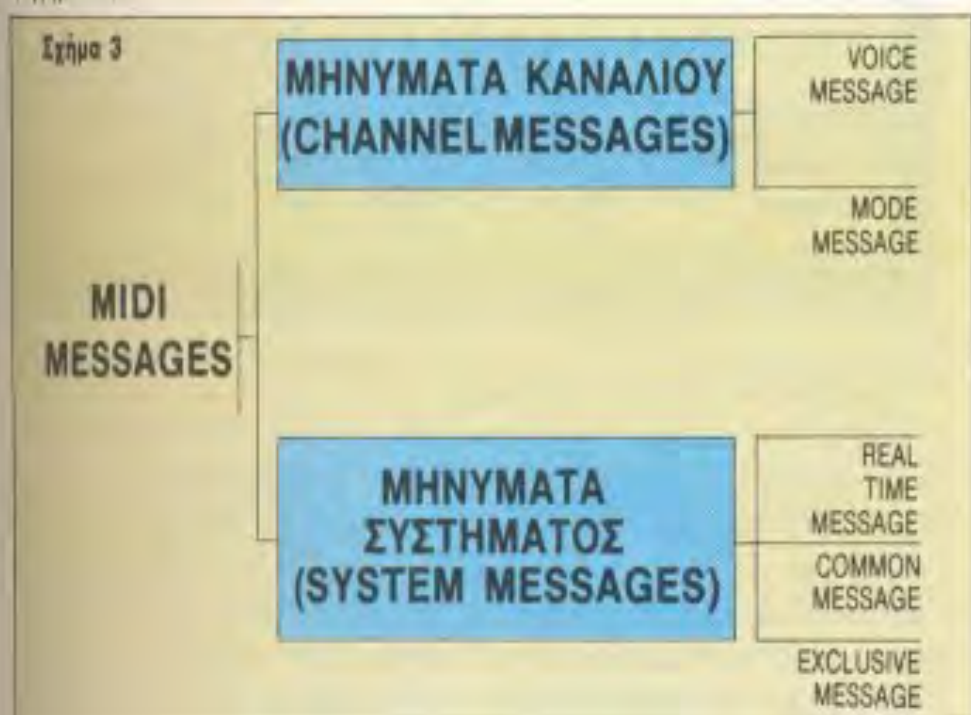 Σχήμα 3
ΜΗΝΥΜΑΤΑ ΚΑΝΑΛΙΟΥ
(CHANNEL MESSAGES)
VOICE
MESSAGE
MODE
MESSAGE
MIDI
MESSAGES
ΜΗΝΥΜΑΤΑ
ΣΥΣΤΗΜΑΤΟΣ
(SYSTEM MESSAGES)
REAL
TIME
MESSAGE
COMMON
MESSAGE
EXCLUSIVE
MESSAGE